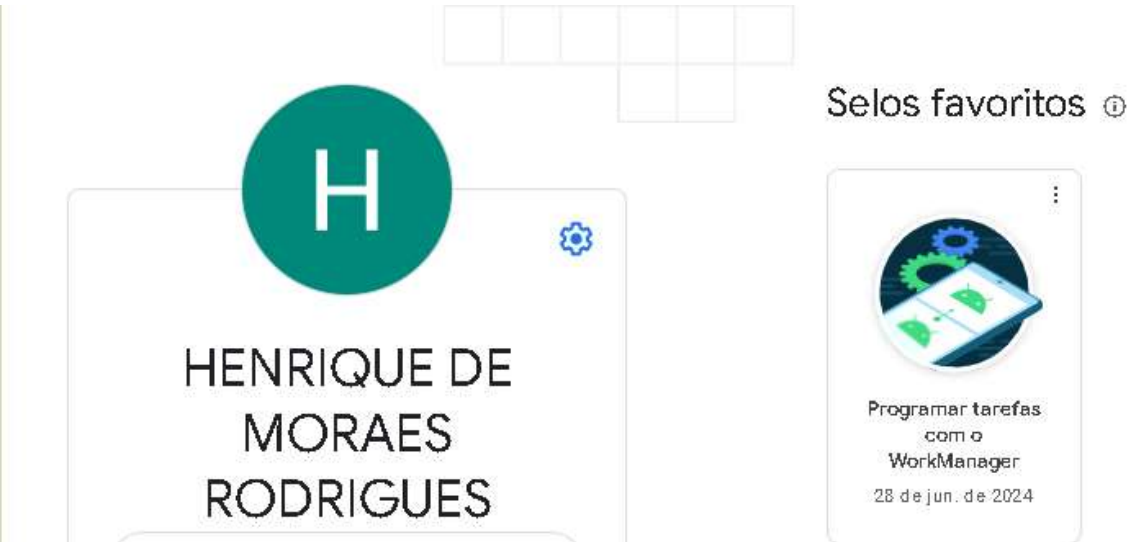 H
HENRIQUE DE
MORAES
RODRIGUES
Selos favoritos
Programar tarefas
com o
WorkManager
28 de jun. de 2024